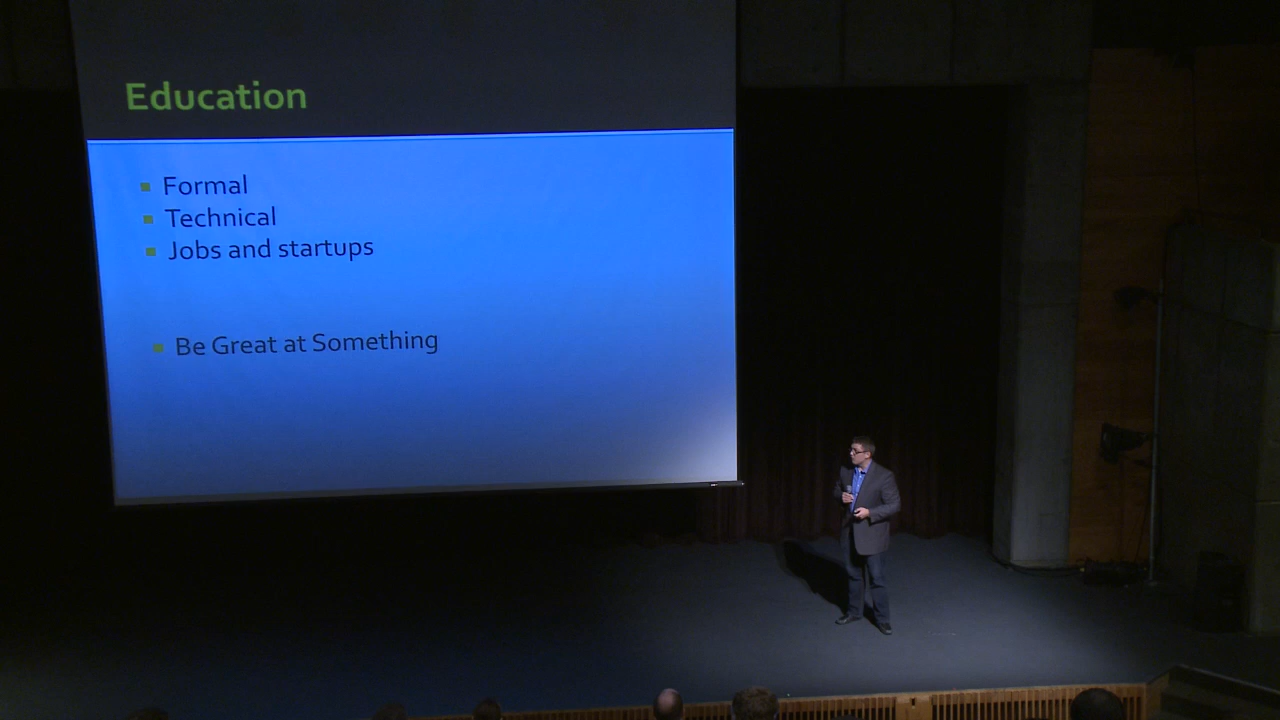 Education
Formal
Technical
Jobs and startups
Be Great at Something